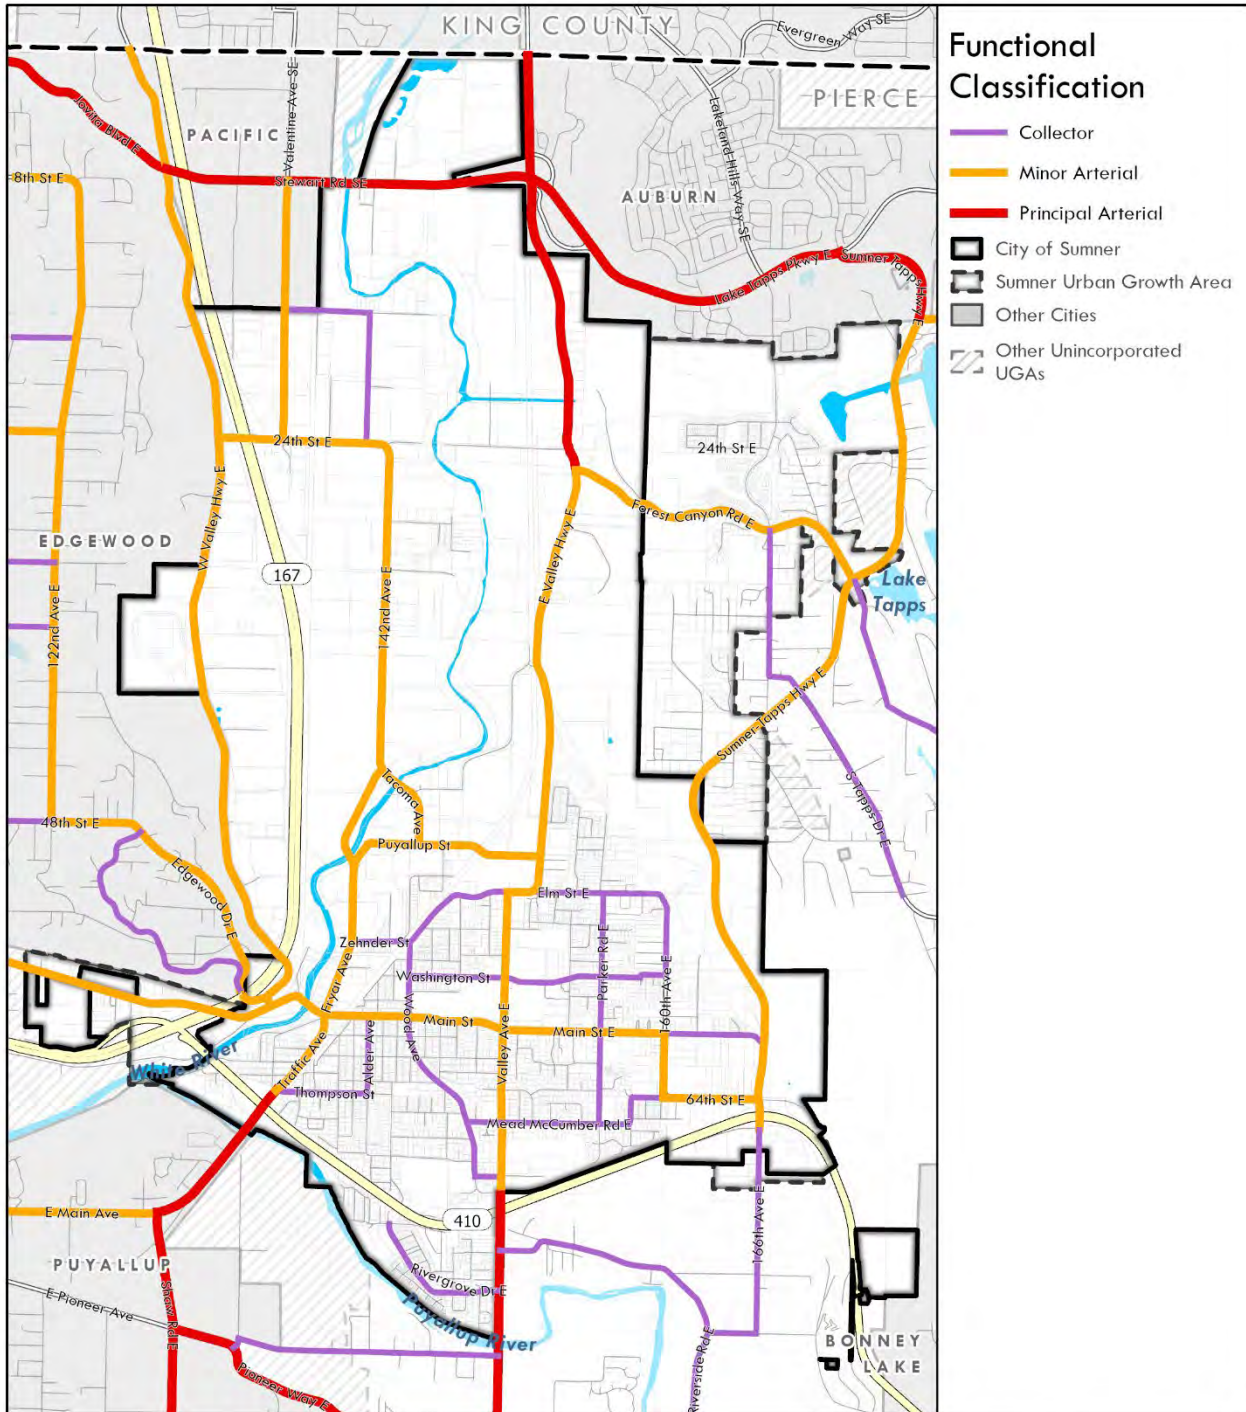 KING COUNTY
Evergreen Way SE
PIERCE
Jovita Blvd E
PACIFIC
Valentine Ave SE
Lakeland Hills Way SE
8th St E
Stewart Rd SE
AUBURN
Lake Tapps Pkwy E
Sumner Tapps Hwy E
24th St E
24th St E
W Valley Hwy E
Forest Canyon Rd E
EDGEWOOD
167
E Valley Hwy E
142nd Ave E
122nd Ave E
Lake
Tapps
Sumner-Tapps Hwy E
S Tapps Dr E
Tacoma Ave
48th St E
Puyallup St
Edgewood Dr E
Elm St E
Zehnder St
Parker Rd E
Washington St
Fryar Ave
Wood Ave
160th Ave E
Main St
Main St E
Valley Ave E
Alder Ave
Traffic Ave
White River
Thompson St
64th St E
Mead McCumber Rd E
E Main Ave
410
166th Ave E
PUYALLUP
Rivergrove Dr E
E Pioneer Ave
Shaw Rd E
Puyallup River
Riverside Rd E
BONNEY
LAKE
Pioneer Way E
Functional
Classification
Collector
Minor Arterial
Principal Arterial
City of Sumner
Sumner Urban Growth Area
Other Cities
Other Unincorporated
UGAs